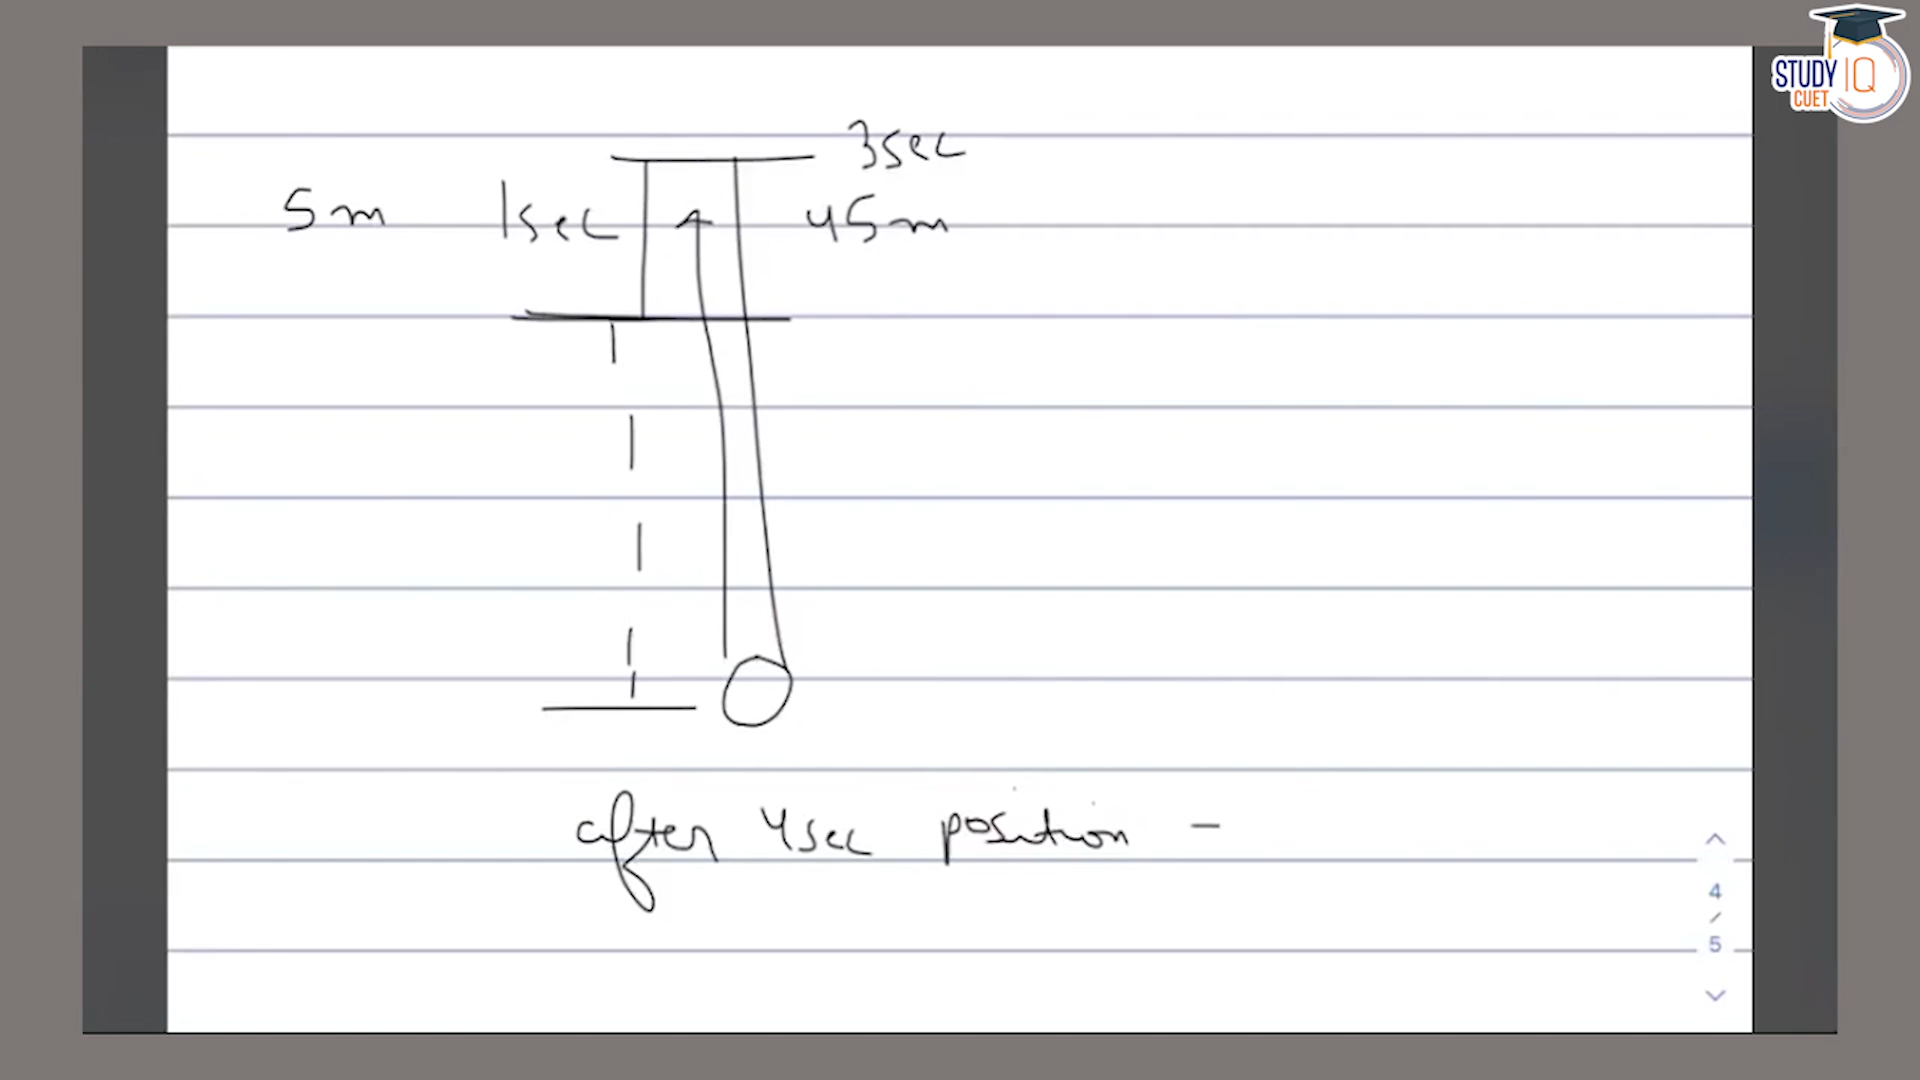 STUDY IQ
CUET
3sec
5m 1sec 45m
after 4sec position -
4
/
5